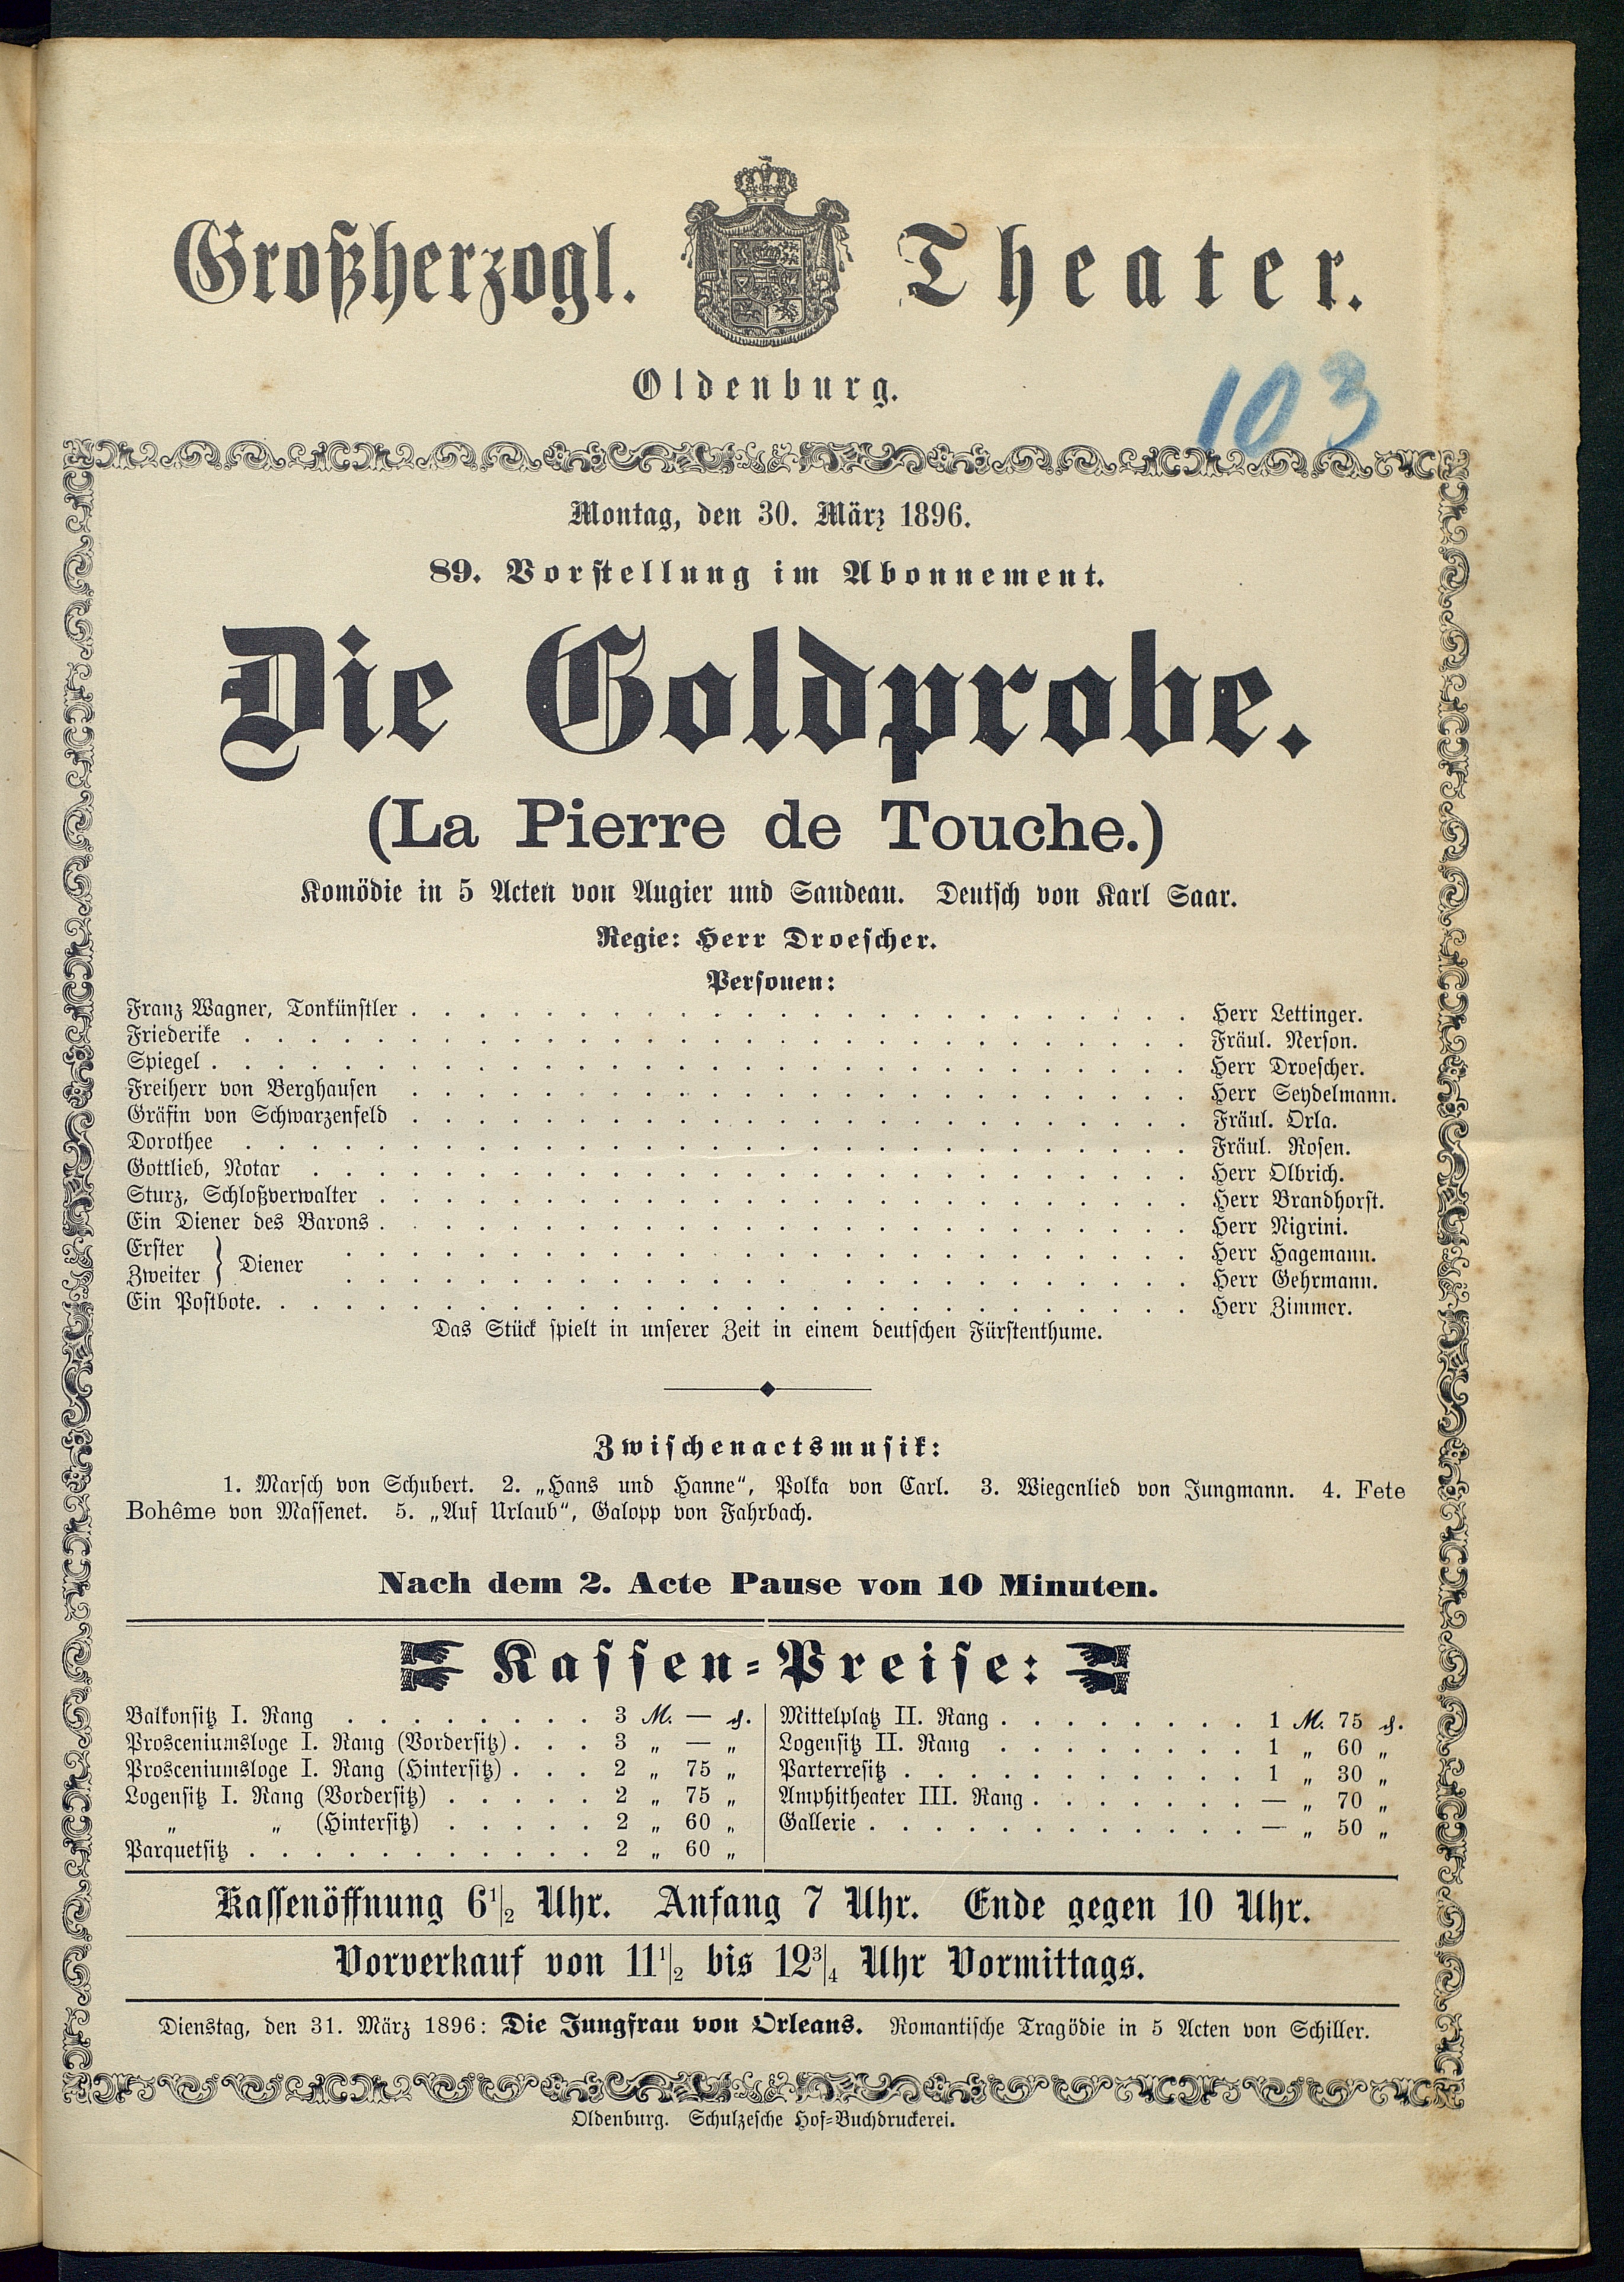 Großherzogl. Theater.
Oldenburg.
103
Montag, den 30. März 1896.
89. Vorstellung im Abonnement.
Die Goldprobe.
(La Pierre de Touche.)
Komödie in 5 Acten von Augier und Sandeau. Deutsch von Karl Saar.
Regie: Herr Droescher.
Personen:
Franz Wagner, Tonkünstler . . . . Herr Lettinger.
Friederike . . . . Fräul. Nerson.
Spiegel . . . . Herr Droescher.
Freiherr von Berghausen . . . . Herr Seydelmann.
Gräfin von Schwarzenfeld . . . . Fräul. Orla.
Dorothee . . . . Fräul. Rosen.
Gottlieb, Notar . . . . Herr Olbrich.
Sturz, Schloßverwalter . . . . Herr Brandhorst.
Ein Diener des Barons . . . . Herr Nigrini.
Erster } Diener . . . . Herr Hagemann.
Zweiter } . . . . Herr Gehrmann.
Ein Postbote. . . . . Herr Zimmer.
Das Stück spielt in unserer Zeit in einem deutschen Fürstenthume.
Zwischenactsmusik:
1. Marsch von Schubert. 2. „Hans und Hanne“, Polka von Carl. 3. Wiegenlied von Jungmann. 4. Fete
Bohême von Massenet. 5. „Auf Urlaub“, Galopp von Fahrbach.
Nach dem 2. Acte Pause von 10 Minuten.
Kassen-Preise:
Balkonsitz I. Rang . . . . 3 M. — ₰.
Prosceniumsloge I. Rang (Vordersitz) . . . 3 „ — „
Prosceniumsloge I. Rang (Hintersitz) . . . 2 „ 75 „
Logensitz I. Rang (Vordersitz) . . . . 2 „ 75 „
„ „ (Hintersitz) . . . . 2 „ 60 „
Parquetsitz . . . . 2 „ 60 „
Mittelplatz II. Rang . . . . 1 M. 75 ₰.
Logensitz II. Rang . . . . 1 „ 60 „
Parterresitz . . . . 1 „ 30 „
Amphitheater III. Rang . . . . — „ 70 „
Gallerie . . . . — „ 50 „
Kassenöffnung 6 1/2 Uhr. Anfang 7 Uhr. Ende gegen 10 Uhr.
Vorverkauf von 11 1/2 bis 12 3/4 Uhr Vormittags.
Dienstag, den 31. März 1896: Die Jungfrau von Orleans. Romantische Tragödie in 5 Acten von Schiller.
Oldenburg. Schulzesche Hof-Buchdruckerei.